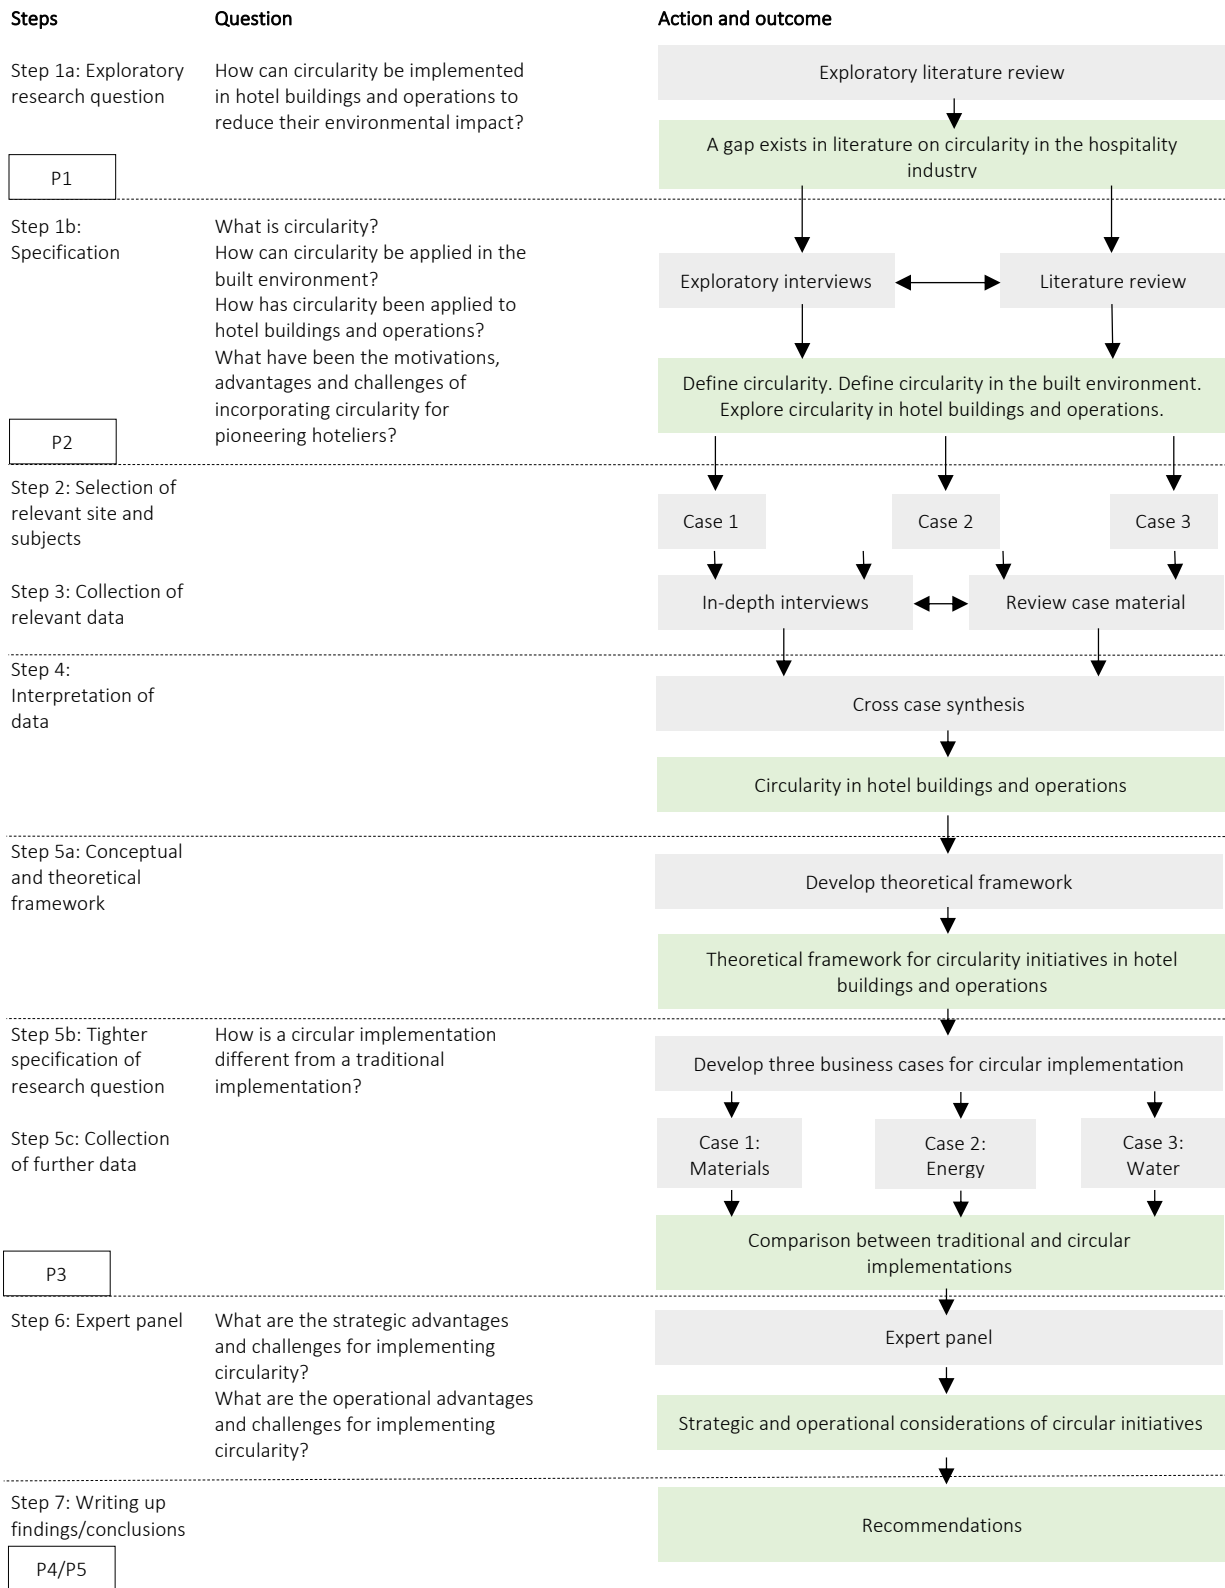 Steps
Question
Action and outcome
Step 1a: Exploratory
research question
How can circularity be implemented
in hotel buildings and operations to
reduce their environmental impact?
Exploratory literature review
A gap exists in literature on circularity in the hospitality
industry
P1
Step 1b:
Specification
What is circularity?
How can circularity be applied in the
built environment?
How has circularity been applied to
hotel buildings and operations?
What have been the motivations,
advantages and challenges of
incorporating circularity for
pioneering hoteliers?
Exploratory interviews
Literature review
Define circularity. Define circularity in the built environment.
Explore circularity in hotel buildings and operations.
P2
Step 2: Selection of
relevant site and
subjects
Case 1
Case 2
Case 3
Step 3: Collection of
relevant data
In-depth interviews
Review case material
Step 4:
Interpretation of
data
Cross case synthesis
Circularity in hotel buildings and operations
Step 5a: Conceptual
and theoretical
framework
Develop theoretical framework
Theoretical framework for circularity initiatives in hotel
buildings and operations
Step 5b: Tighter
specification of
research question
How is a circular implementation
different from a traditional
implementation?
Develop three business cases for circular implementation
Step 5c: Collection
of further data
Case 1:
Materials
Case 2:
Energy
Case 3:
Water
Comparison between traditional and circular
implementations
P3
Step 6: Expert panel
What are the strategic advantages
and challenges for implementing
circularity?
What are the operational advantages
and challenges for implementing
circularity?
Expert panel
Strategic and operational considerations of circular initiatives
Step 7: Writing up
findings/conclusions
Recommendations
P4/P5